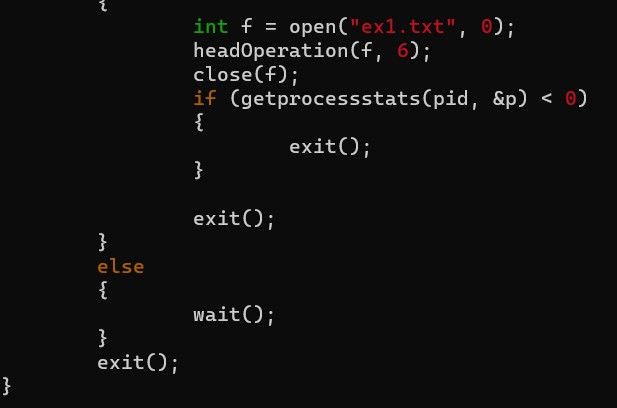 {
int f = open("ex1.txt", 0);
headOperation(f, 6);
close(f);
if (getprocessstats(pid, &p) < 0)
{
exit();
}
exit();
}
else
{
wait();
}
exit();
}